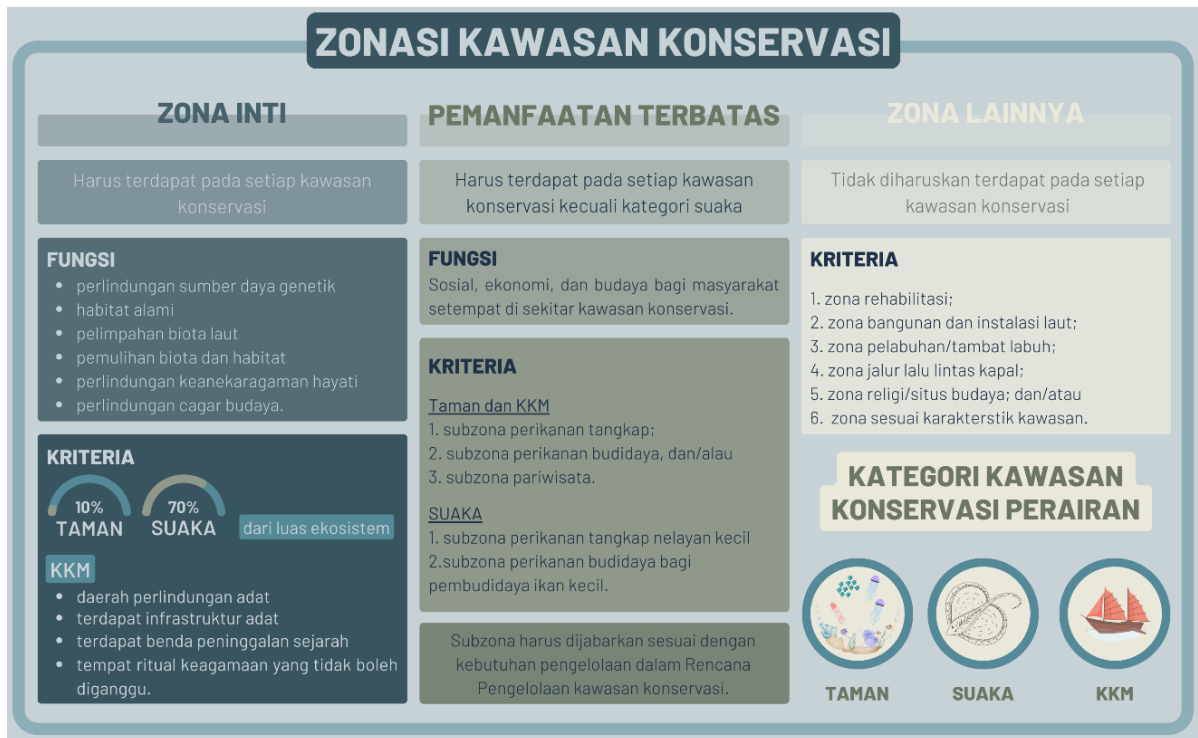 ZONASI KAWASAN KONSERVASI
ZONA INTI
Harus terdapat pada setiap kawasan
konservasi
FUNGSI
• perlindungan sumber daya genetik
• habitat alami
• pelimpahan biota laut
• pemulihan biota dan habitat
• perlindungan keanekaragaman hayati
• perlindungan cagar budaya.
KRITERIA
10% 70%
TAMAN SUAKA dari luas ekosistem
KKM
• daerah perlindungan adat
• terdapat infrastruktur adat
• terdapat benda peninggalan sejarah
• tempat ritual keagamaan yang tidak boleh
diganggu.
PEMANFAATAN TERBATAS
Harus terdapat pada setiap kawasan
konservasi kecuali kategori suaka
FUNGSI
Sosial, ekonomi, dan budaya bagi masyarakat
setempat di sekitar kawasan konservasi.
KRITERIA
Taman dan KKM
1. subzona perikanan tangkap;
2. subzona perikanan budidaya, dan/alau
3. subzona pariwisata.
SUAKA
1. subzona perikanan tangkap nelayan kecil
2.subzona perikanan budidaya bagi
pembudidaya ikan kecil.
Subzona harus dijabarkan sesuai dengan
kebutuhan pengelolaan dalam Rencana
Pengelolaan kawasan konservasi.
ZONA LAINNYA
Tidak diharuskan terdapat pada setiap
kawasan konservasi
KRITERIA
1. zona rehabilitasi;
2. zona bangunan dan instalasi laut;
3. zona pelabuhan/tambat labuh;
4. zona jalur lalu lintas kapal;
5. zona religi/situs budaya; dan/atau
6. zona sesuai karakterstik kawasan.
KATEGORI KAWASAN
KONSERVASI PERAIRAN
TAMAN SUAKA KKM